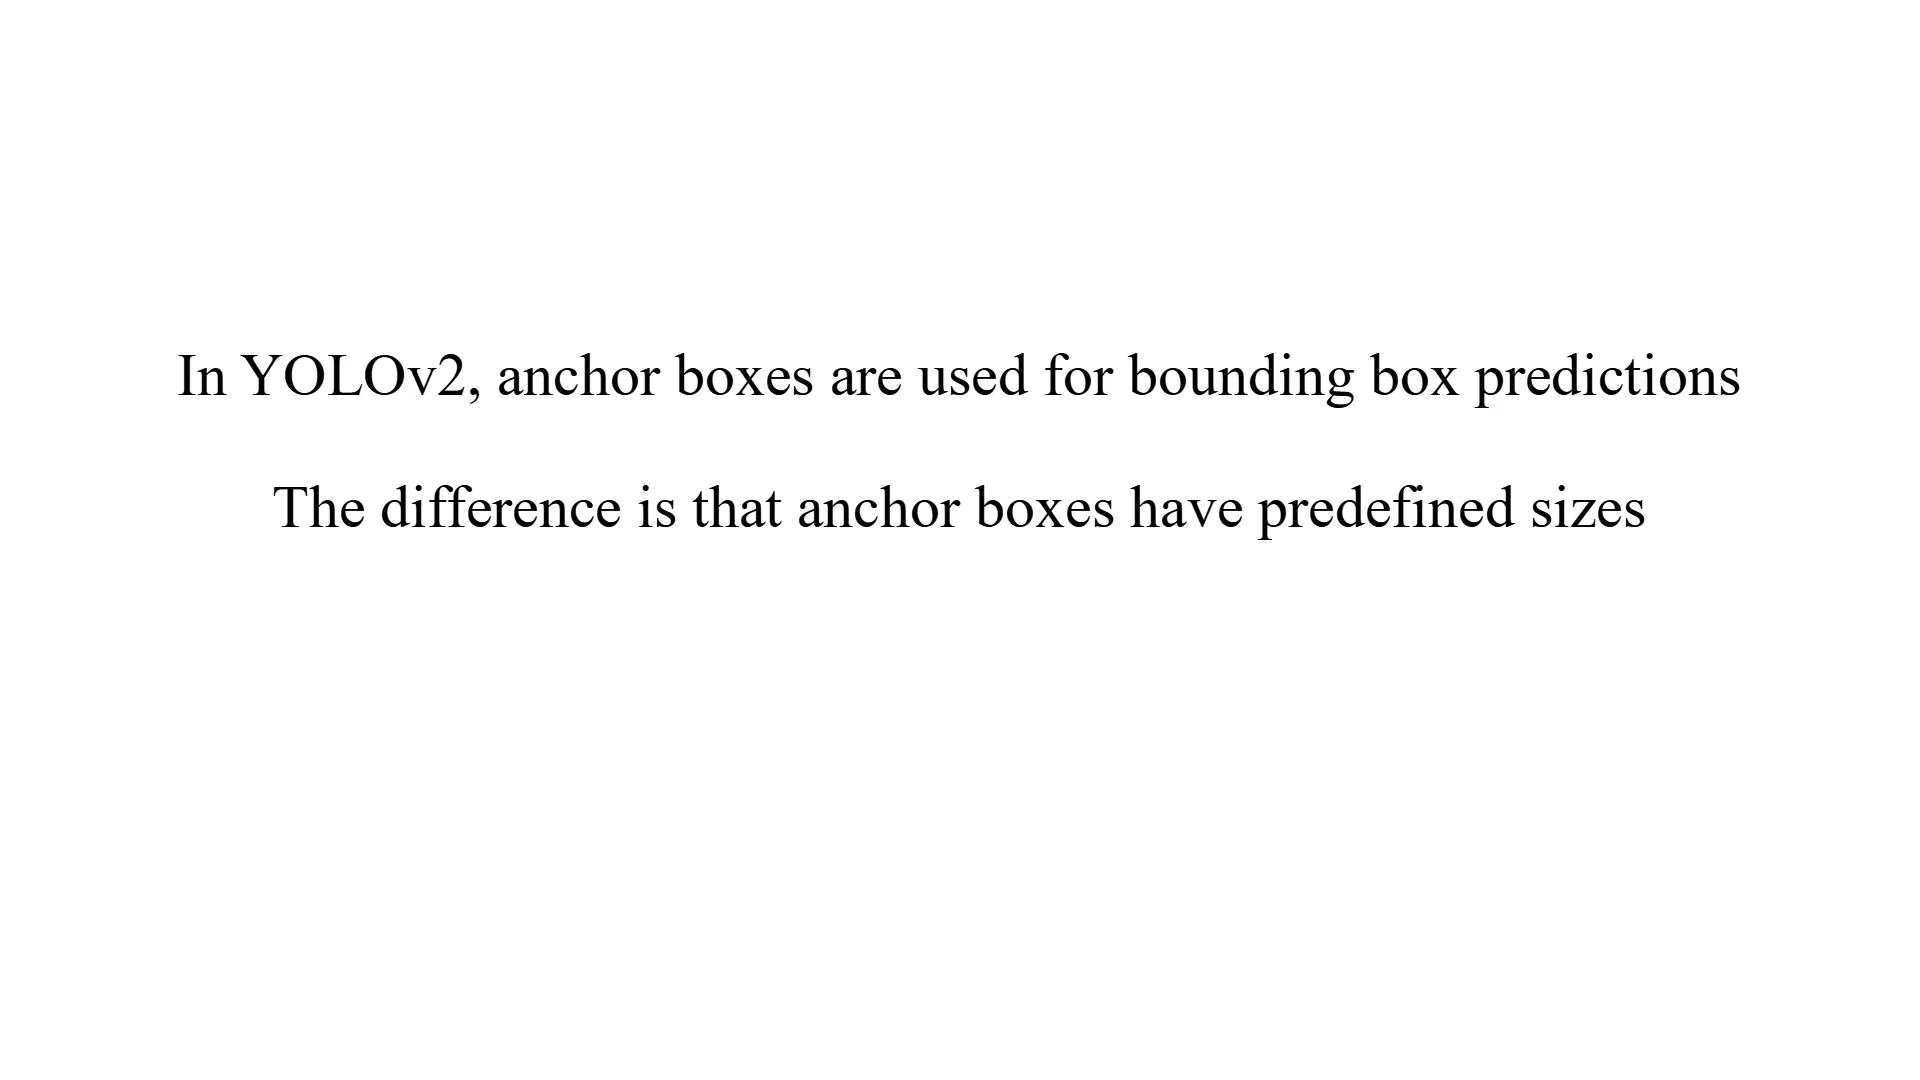 In YOLOv2, anchor boxes are used for bounding box predictions
The difference is that anchor boxes have predefined sizes